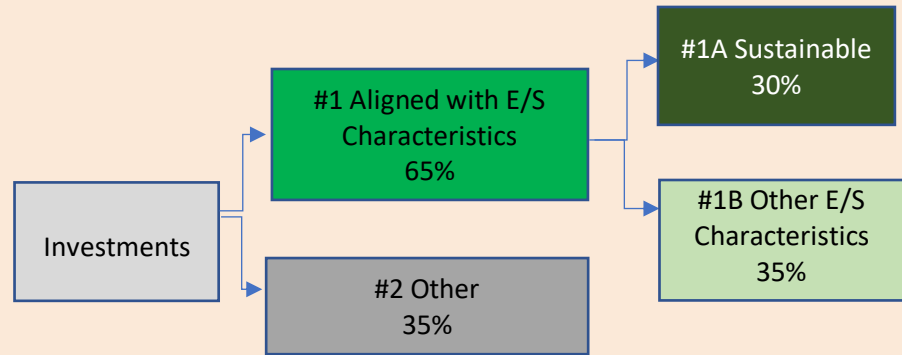 #1A Sustainable
30%
#1 Aligned with E/S
Characteristics
65%
#1B Other E/S
Characteristics
35%
Investments
#2 Other
35%